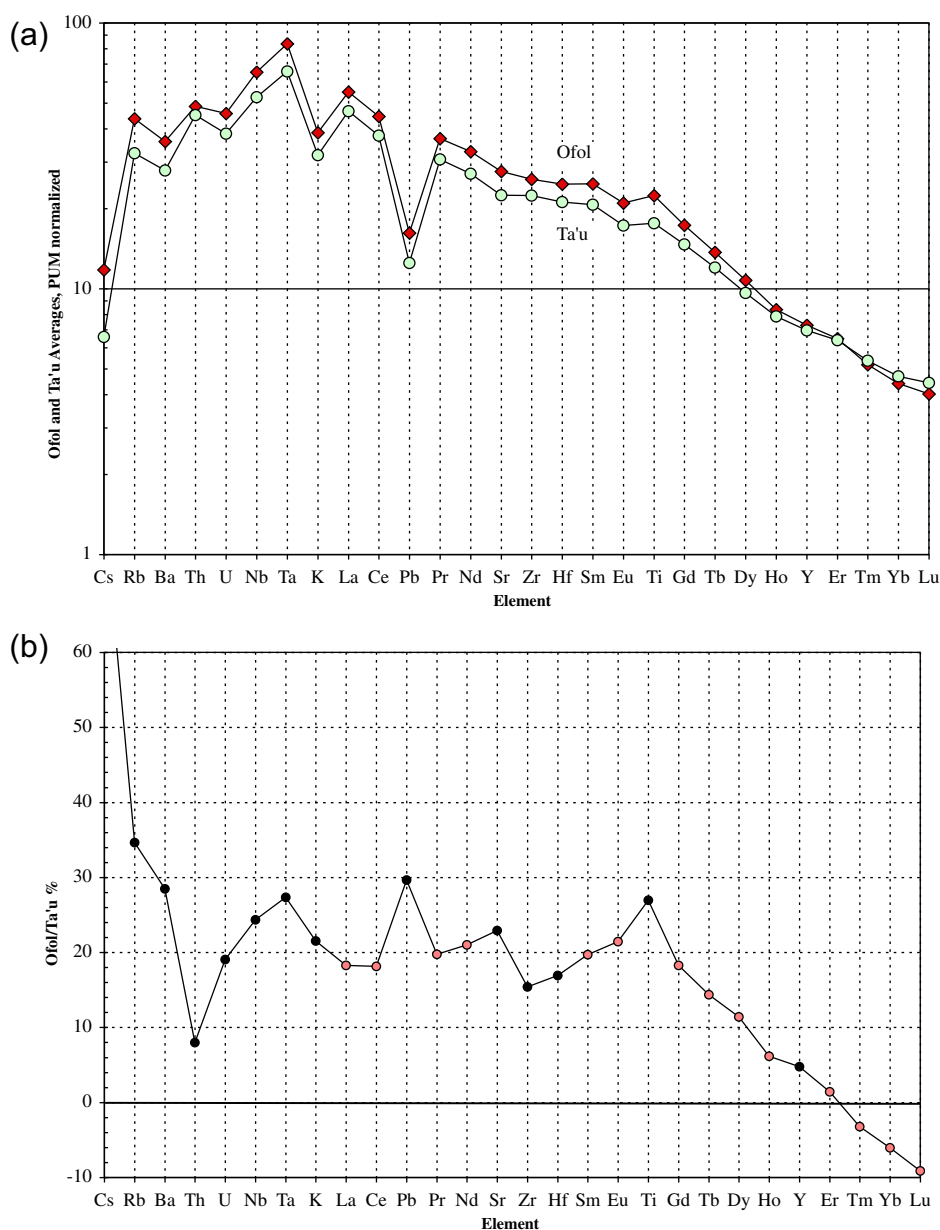 (a)
100
10
1
Ofol and Ta'u Averages, PUM normalized
Ofol
Ta'u
Cs Rb Ba Th U Nb Ta K La Ce Pb Pr Nd Sr Zr Hf Sm Eu Ti Gd Tb Dy Ho Y Er Tm Yb Lu
Element
(b)
60
50
40
30
20
10
0
-10
Ofol/Ta'u %
Cs Rb Ba Th U Nb Ta K La Ce Pb Pr Nd Sr Zr Hf Sm Eu Ti Gd Tb Dy Ho Y Er Tm Yb Lu
Element